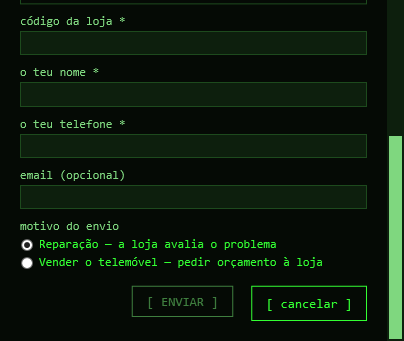 código da loja *
o teu nome *
o teu telefone *
email (opcional)
motivo do envio
Reparação — a loja avalia o problema
Vender o telemóvel — pedir orçamento à loja
[ ENVIAR ] [ cancelar ]